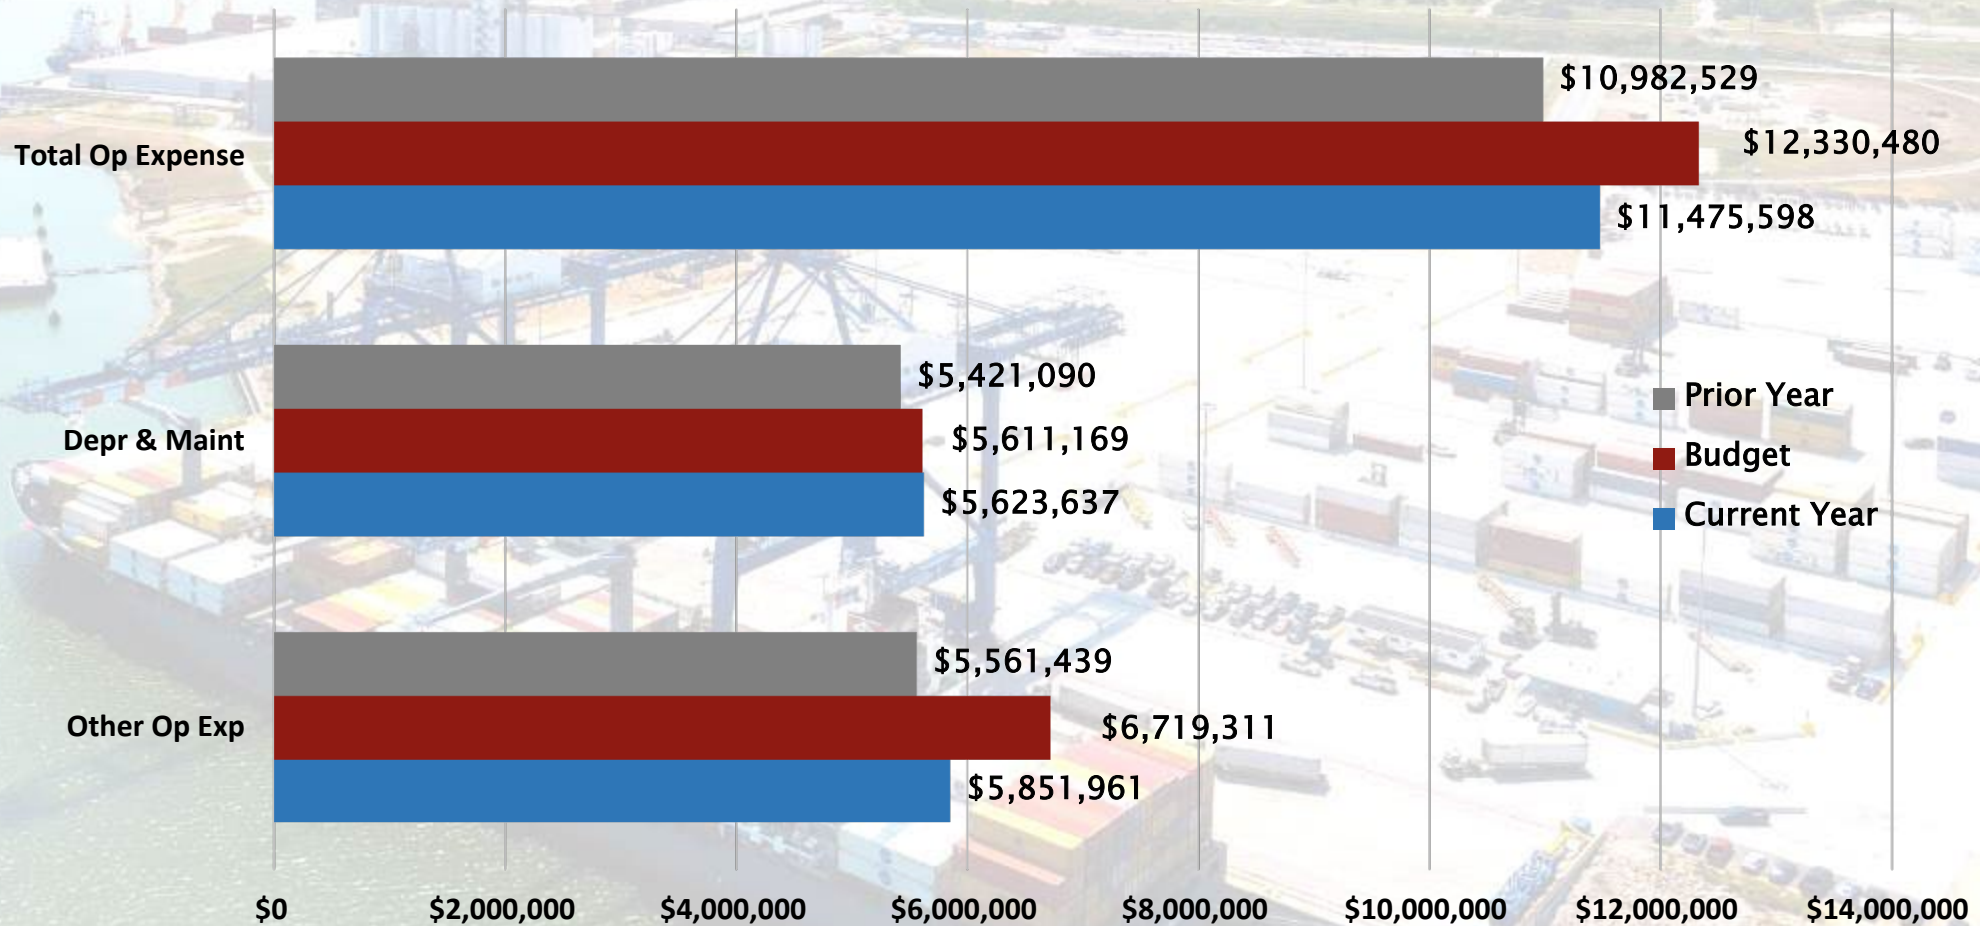 $10,982,529
Total Op Expense
$12,330,480
$11,475,598
$5,421,090
Depr & Maint
$5,611,169
$5,623,637
Prior Year
Budget
Current Year
$5,561,439
Other Op Exp
$6,719,311
$5,851,961
$0 $2,000,000 $4,000,000 $6,000,000 $8,000,000 $10,000,000 $12,000,000 $14,000,000